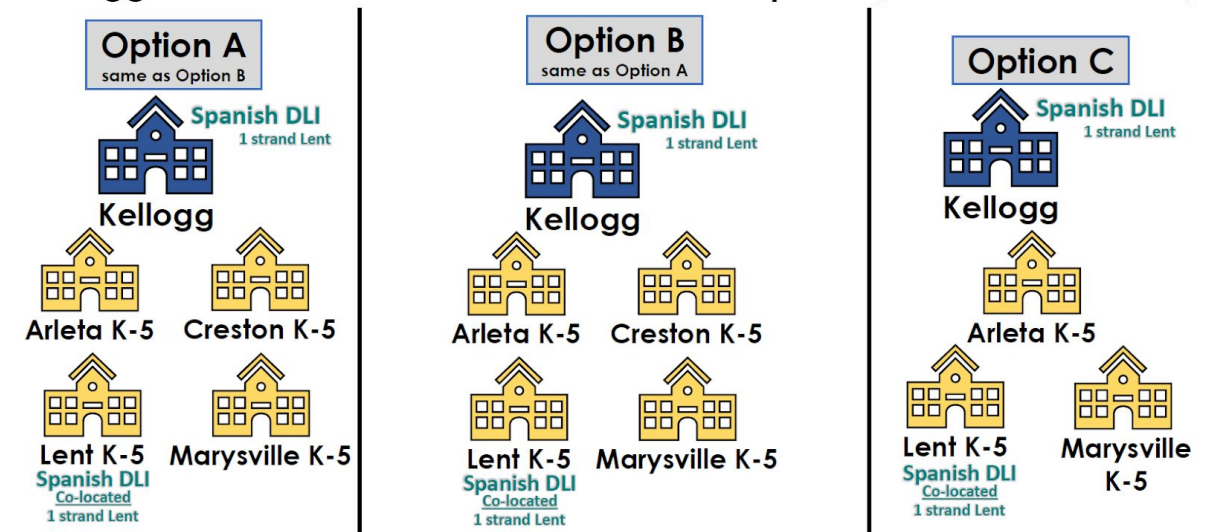 Option A
same as Option B
Spanish DLI
1 strand Lent
Kellogg
Arleta K-5
Creston K-5
Lent K-5
Marysville K-5
Spanish DLI
Co-located
1 strand Lent
Option B
same as Option A
Spanish DLI
1 strand Lent
Kellogg
Arleta K-5
Creston K-5
Lent K-5
Marysville K-5
Spanish DLI
Co-located
1 strand Lent
Option C
Spanish DLI
1 strand Lent
Kellogg
Arleta K-5
Lent K-5
Marysville
K-5
Spanish DLI
Co-located
1 strand Lent